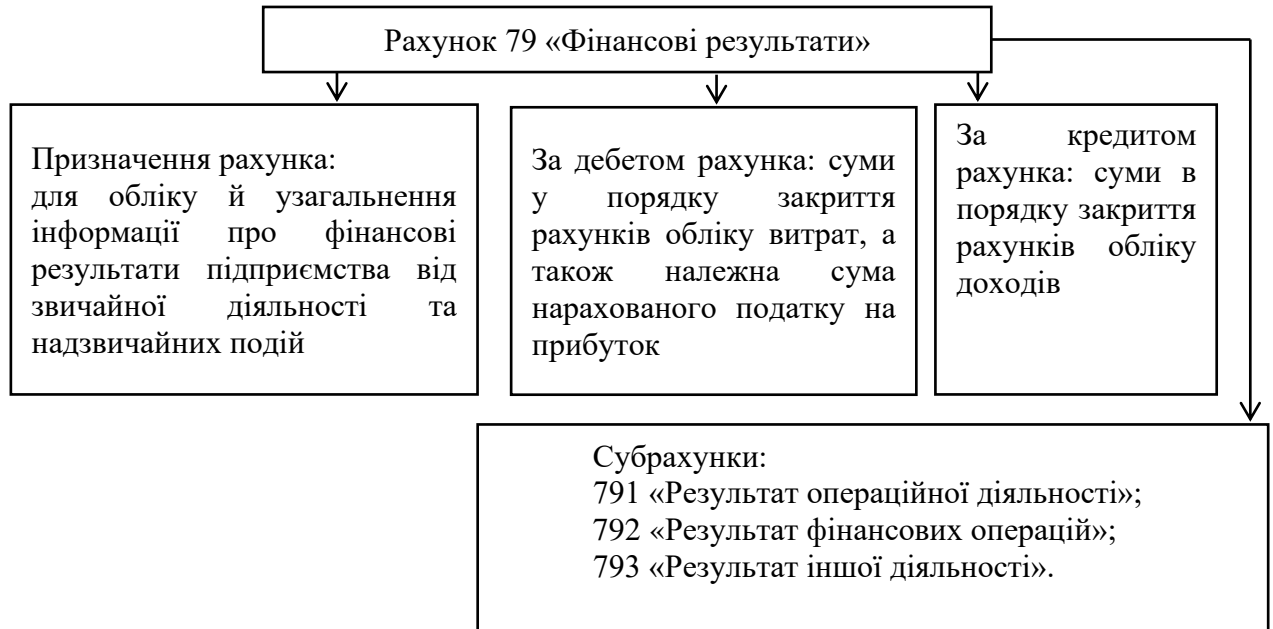 Рахунок 79 «Фінансові результати»
Призначення рахунка:
для обліку й узагальнення
інформації про фінансові
результати підприємства від
звичайної діяльності та
надзвичайних подій
За дебетом рахунка: суми
у порядку закриття
рахунків обліку витрат, а
також належна сума
нарахованого податку на
прибуток
За кредитом
рахунка: суми в
порядку закриття
рахунків обліку
доходів
Субрахунки:
791 «Результат операційної діяльності»;
792 «Результат фінансових операцій»;
793 «Результат іншої діяльності».